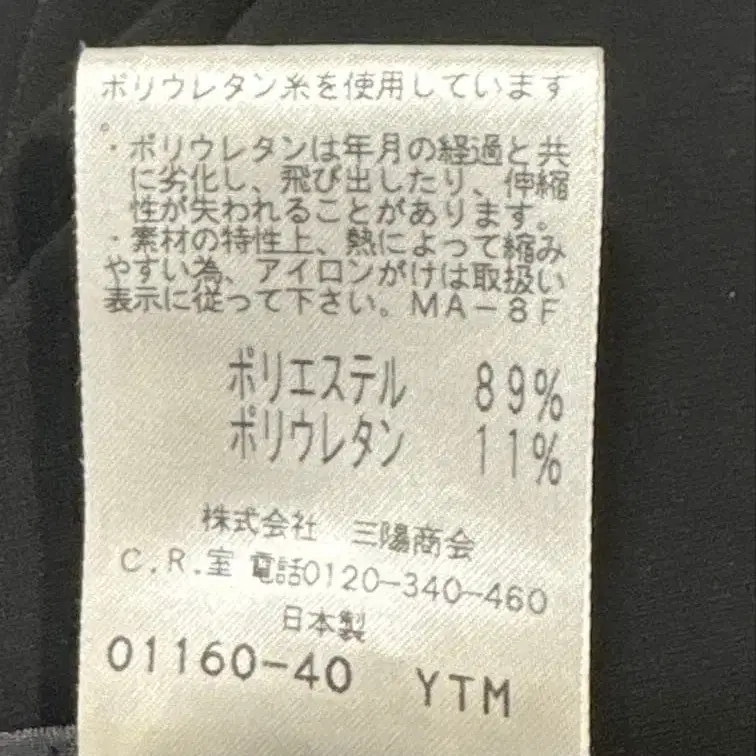 ポリウレタン糸を使用しています
。
・ポリウレタンは年月の経過と共
に劣化し、飛び出したり、伸縮
性が失われることがあります。
・素材の特性上、熱によって縮み
やすい為、アイロンがけは取扱い
表示に従って下さい。MA-8F
ポリエステル 89%
ポリウレタン 11%
株式会社 三陽商会
C.R.室 電話0120-340-460
日本製
01160-40 YTM